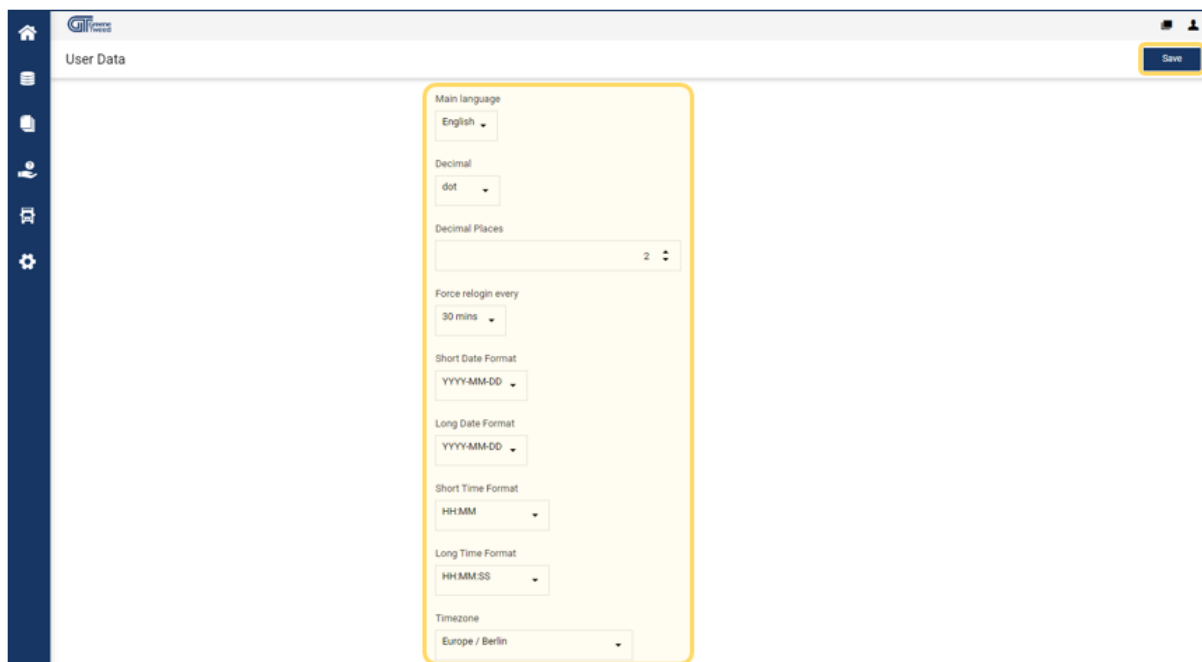 Greene
Tweed
User Data
Save
Main language
English
Decimal
dot
Decimal Places
2
Force relogin every
30 mins
Short Date Format
YYYY-MM-DD
Long Date Format
YYYY-MM-DD
Short Time Format
HH:MM
Long Time Format
HH:MM:SS
Timezone
Europe / Berlin